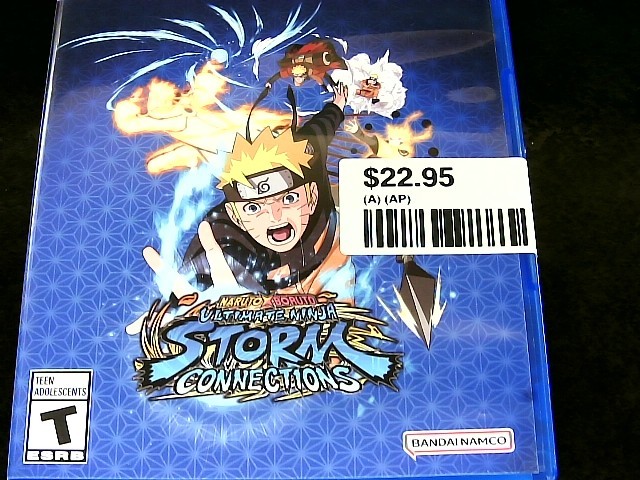 $22.95
(A) (AP)
NARUTO X BORUTO
ULTIMATE NINJA
STORM
CONNECTIONS
TEEN
ADOLESCENTS
T
ESRB
BANDAI NAMCO